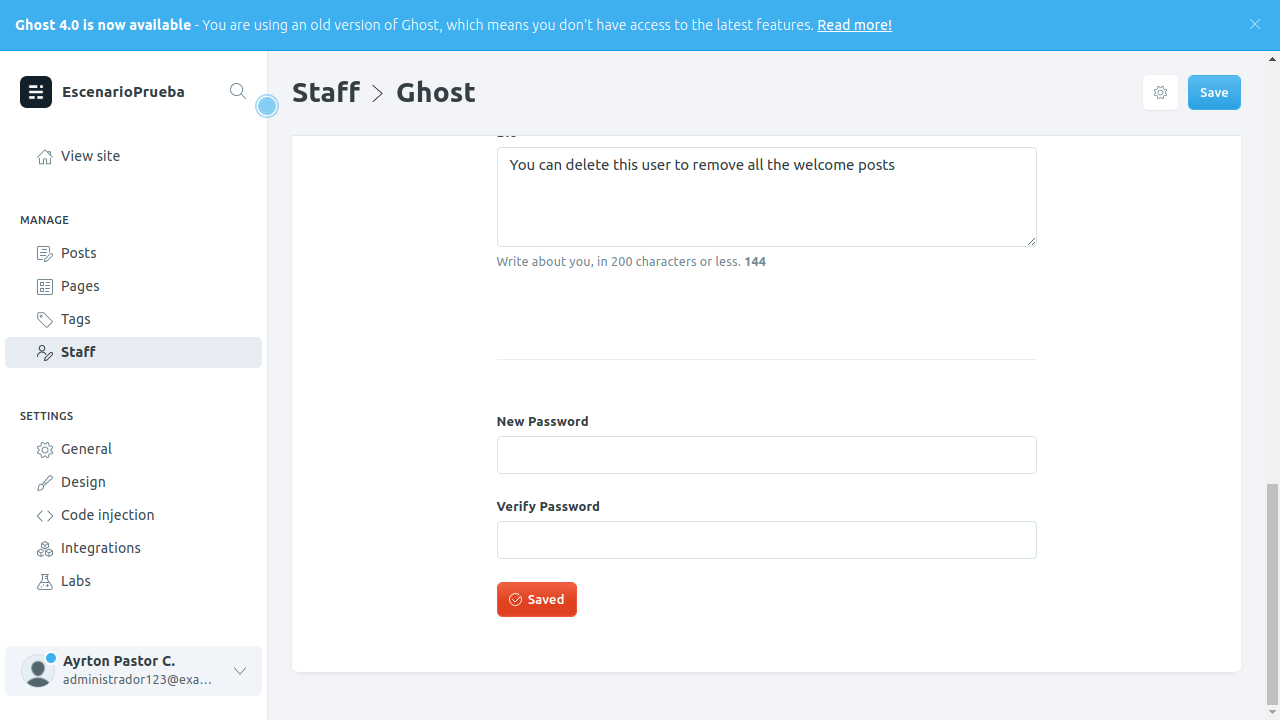 Ghost 4.0 is now available - You are using an old version of Ghost, which means you don't have access to the latest features. Read more!
EscenarioPrueba
View site
MANAGE
Posts
Pages
Tags
Staff
SETTINGS
General
Design
Code injection
Integrations
Labs
Ayrton Pastor C.
administrador123@exa...
Staff > Ghost
Save
You can delete this user to remove all the welcome posts
Write about you, in 200 characters or less. 144
New Password
Verify Password
Saved